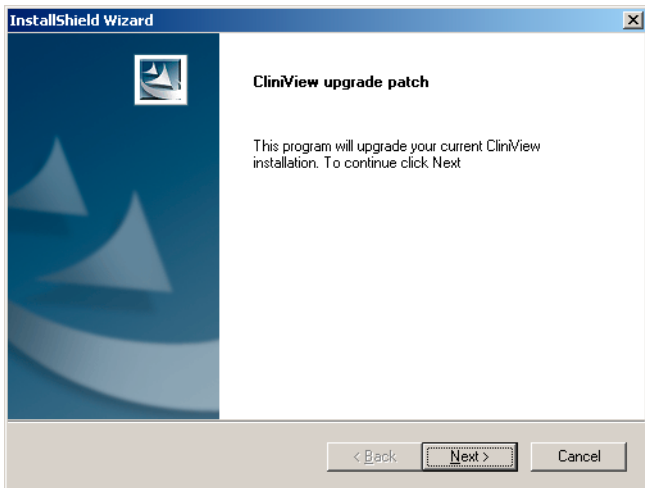 InstallShield Wizard
CliniView upgrade patch
This program will upgrade your current CliniView
installation. To continue click Next
< Back
Next >
Cancel